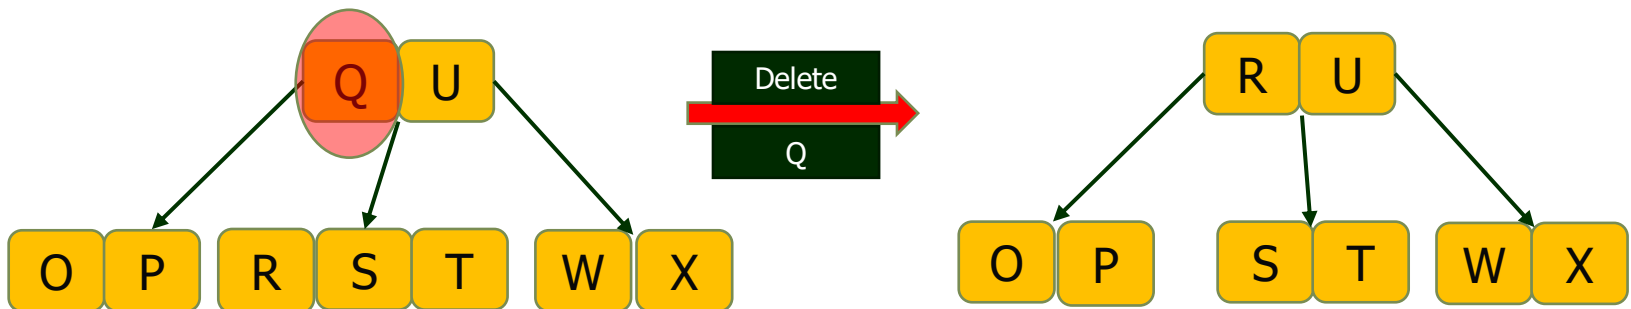 Q U
Delete
Q
R U
O P R S T W X
O P S T W X